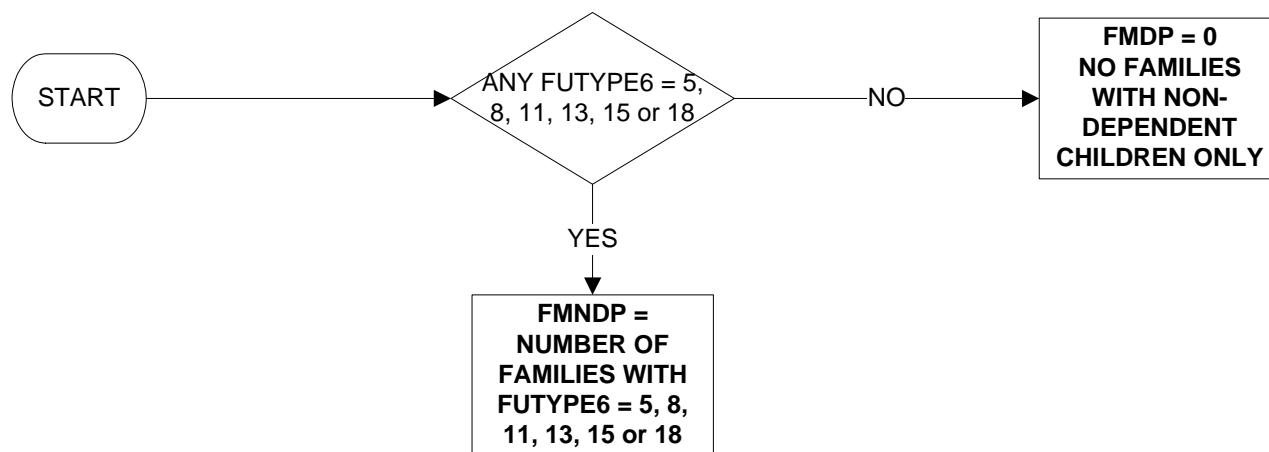 START
ANY FUTYPE6 = 5,
8, 11, 13, 15 or 18
NO
FMDP = 0
NO FAMILIES
WITH NON-
DEPENDENT
CHILDREN ONLY
YES
FMNDP =
NUMBER OF
FAMILIES WITH
FUTYPE6 = 5, 8,
11, 13, 15 or 18